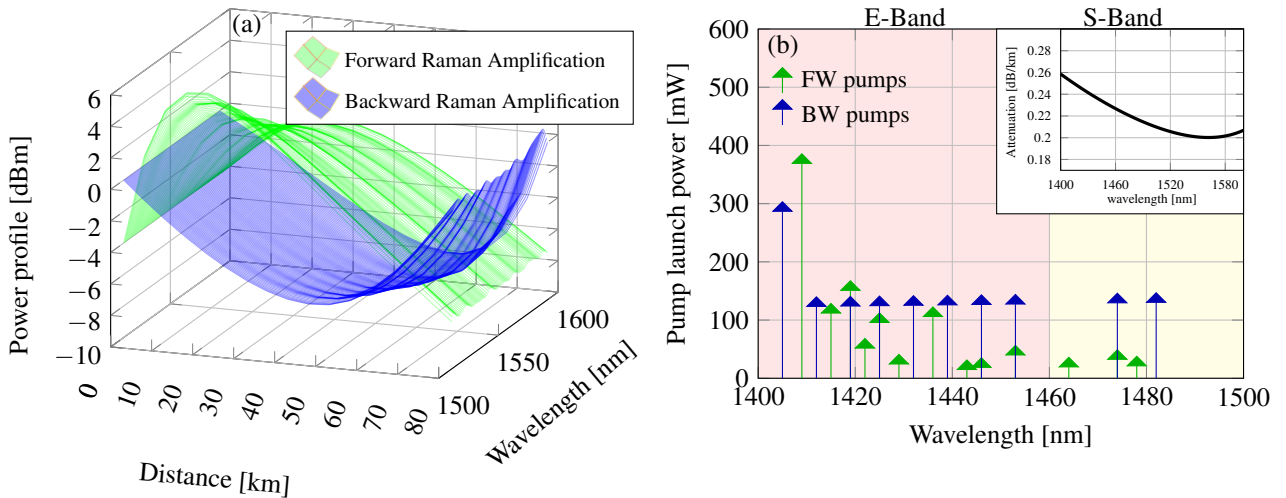 (a)
Forward Raman Amplification
Backward Raman Amplification
6
4
2
0
−2
−4
−6
−8
−10
Power profile [dBm]
0
10
20
30
40
50
60
70
80
Distance [km]
1500
1550
1600
Wavelength [nm]
E-Band S-Band
(b)
FW pumps
BW pumps
600
500
400
300
200
100
0
Pump launch power [mW]
1400 1420 1440 1460 1480 1500
Wavelength [nm]
0.28
0.26
0.24
0.22
0.2
0.18
Attenuation [dB/km]
1400 1460 1520 1580
wavelength [nm]